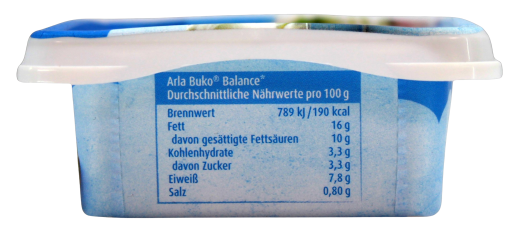 Arla Buko® Balance*
Durchschnittliche Nährwerte pro 100 g
Brennwert 789 kJ/190 kcal
Fett 16 g
davon gesättigte Fettsäuren 10 g
Kohlenhydrate 3,3 g
davon Zucker 3,3 g
Eiweiß 7,8 g
Salz 0,80 g